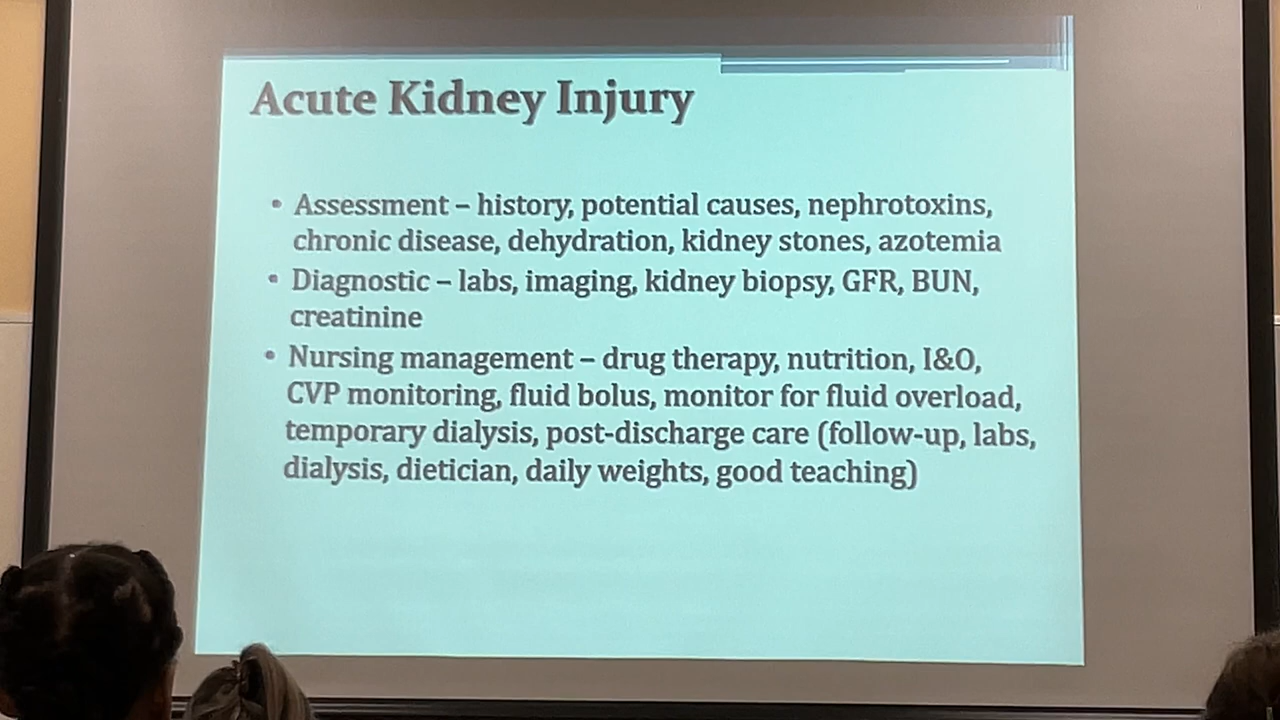 Acute Kidney Injury
• Assessment – history, potential causes, nephrotoxins,
chronic disease, dehydration, kidney stones, azotemia
• Diagnostic – labs, imaging, kidney biopsy, GFR, BUN,
creatinine
• Nursing management – drug therapy, nutrition, I&O,
CVP monitoring, fluid bolus, monitor for fluid overload,
temporary dialysis, post-discharge care (follow-up, labs,
dialysis, dietician, daily weights, good teaching)